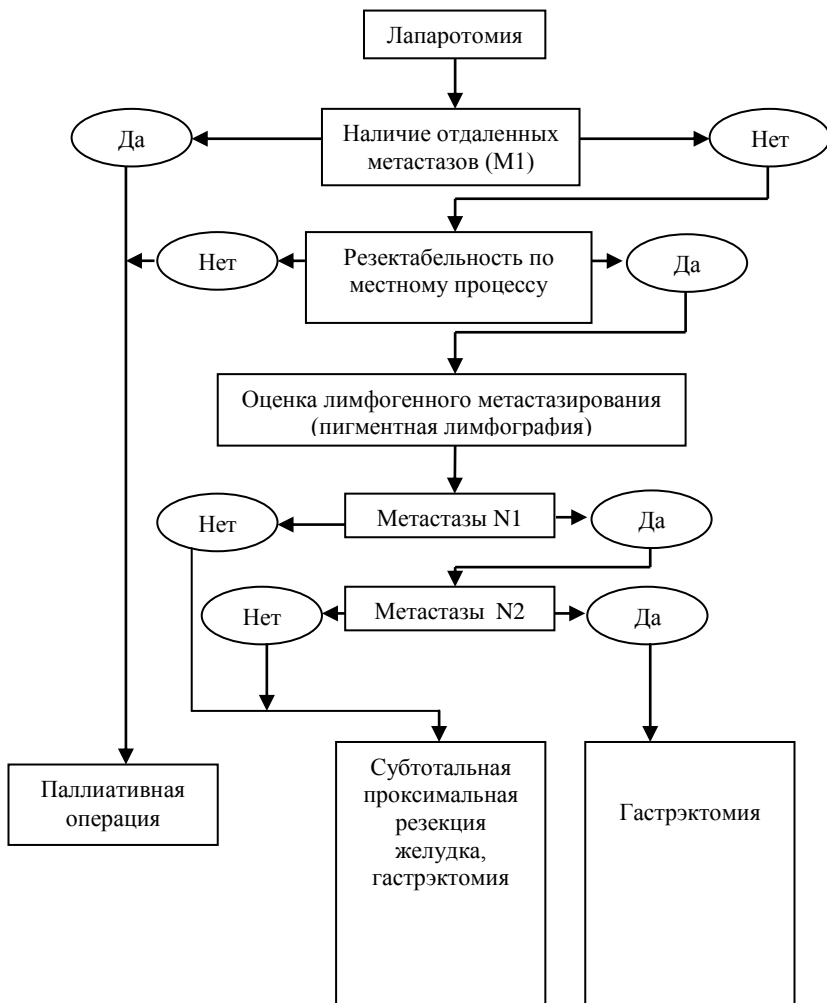 Лапаротомия
Да
Наличие отдаленных
метастазов (М1)
Нет
Нет
Резектабельность по
местному процессу
Да
Оценка лимфогенного метастазирования
(пигментная лимфография)
Нет
Метастазы N1
Да
Нет
Метастазы N2
Да
Паллиативная
операция
Субтотальная
проксимальная
резекция
желудка,
гастрэктомия
Гастрэктомия